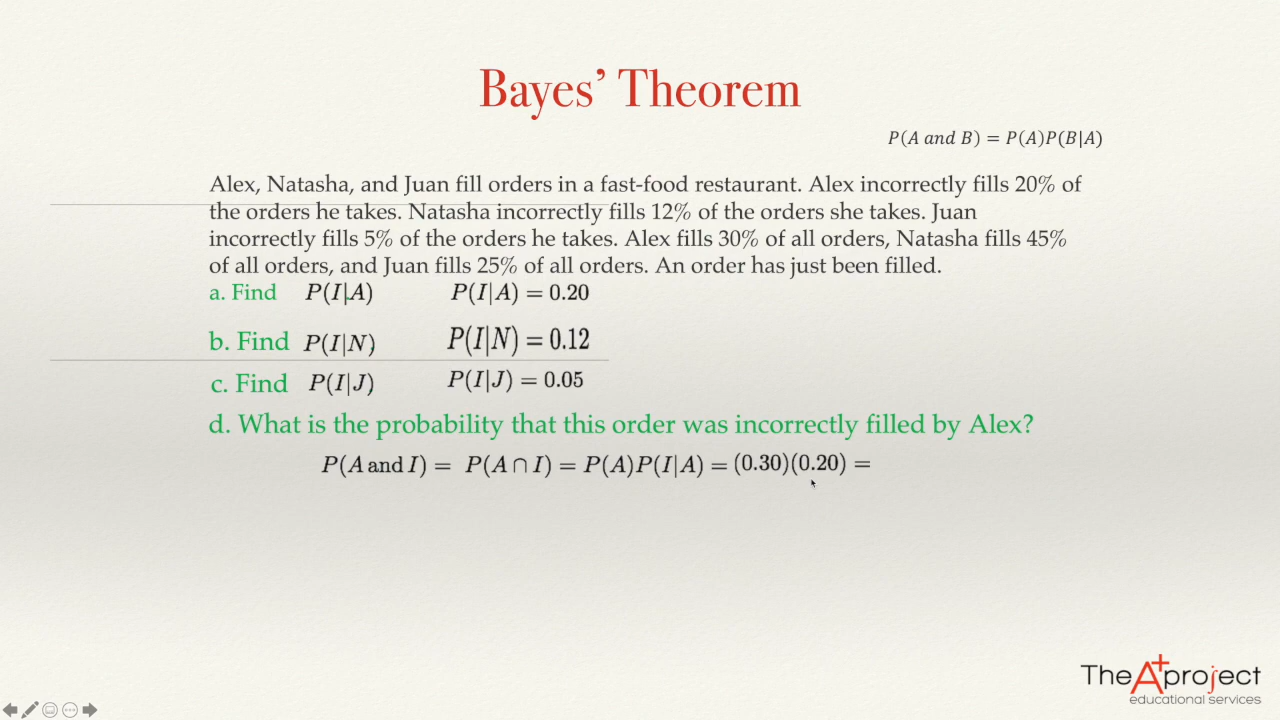 Bayes’ Theorem
P(A and B) = P(A)P(B|A)
Alex, Natasha, and Juan fill orders in a fast-food restaurant. Alex incorrectly fills 20% of
the orders he takes. Natasha incorrectly fills 12% of the orders she takes. Juan
incorrectly fills 5% of the orders he takes. Alex fills 30% of all orders, Natasha fills 45%
of all orders, and Juan fills 25% of all orders. An order has just been filled.
a. Find P(I|A) P(I|A) = 0.20
b. Find P(I|N) P(I|N) = 0.12
c. Find P(I|J) P(I|J) = 0.05
d. What is the probability that this order was incorrectly filled by Alex?
P(A and I) = P(A ∩ I) = P(A)P(I|A) = (0.30)(0.20) =
The A+ project
educational services